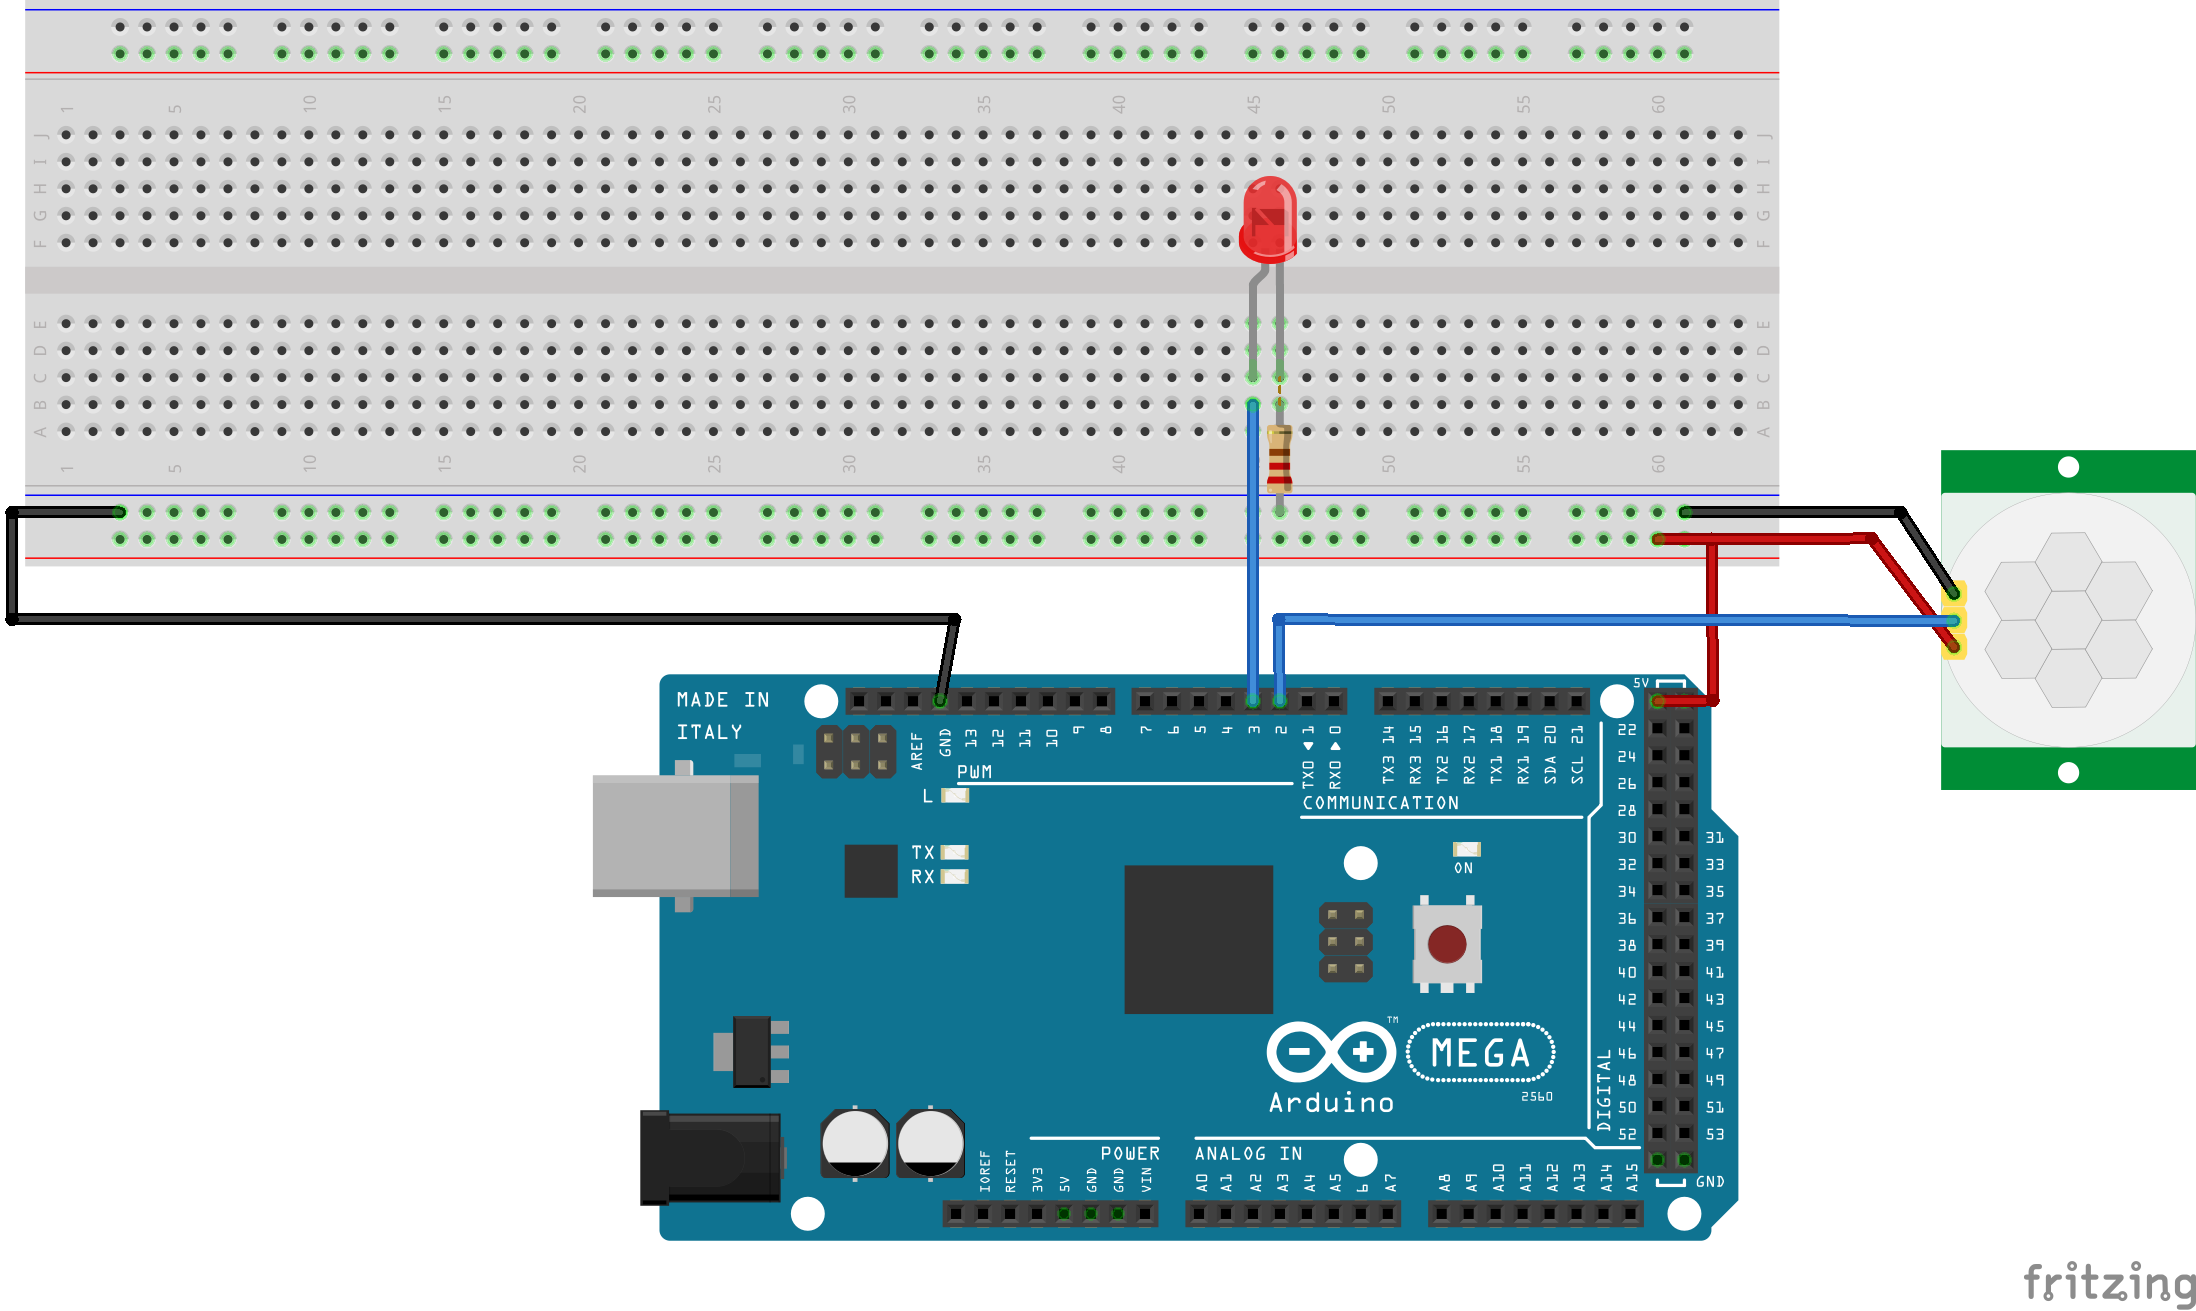 1 5 10 15 20 25 30 35 40 45 50 55 60
J J
I I
H H
G G
F F
E E
D D
C C
B B
A A
1 5 10 15 20 25 30 35 40 45 50 55 60
MADE IN
ITALY
5V
AREF GND 13 12 11 10 9 8 7 6 5 4 3 2 TX0 ◀ 1 RX0 ▶ 0 TX3 14 RX3 15 TX2 16 RX2 17 TX1 18 RX1 19 SDA 20 SCL 21
PWM
L
COMMUNICATION
TX
RX
ON
22
24
26
28
30 31
32 33
34 35
36 37
38 39
40 41
42 43
44 45
46 47
48 49
50 51
52 53
DIGITAL
GND
TM
MEGA
2560
Arduino
POWER
ANALOG IN
IOREF RESET 3V3 5V GND GND VIN A0 A1 A2 A3 A4 A5 6 A7 A8 A9 A10 A11 A12 A13 A14 A15
fritzing